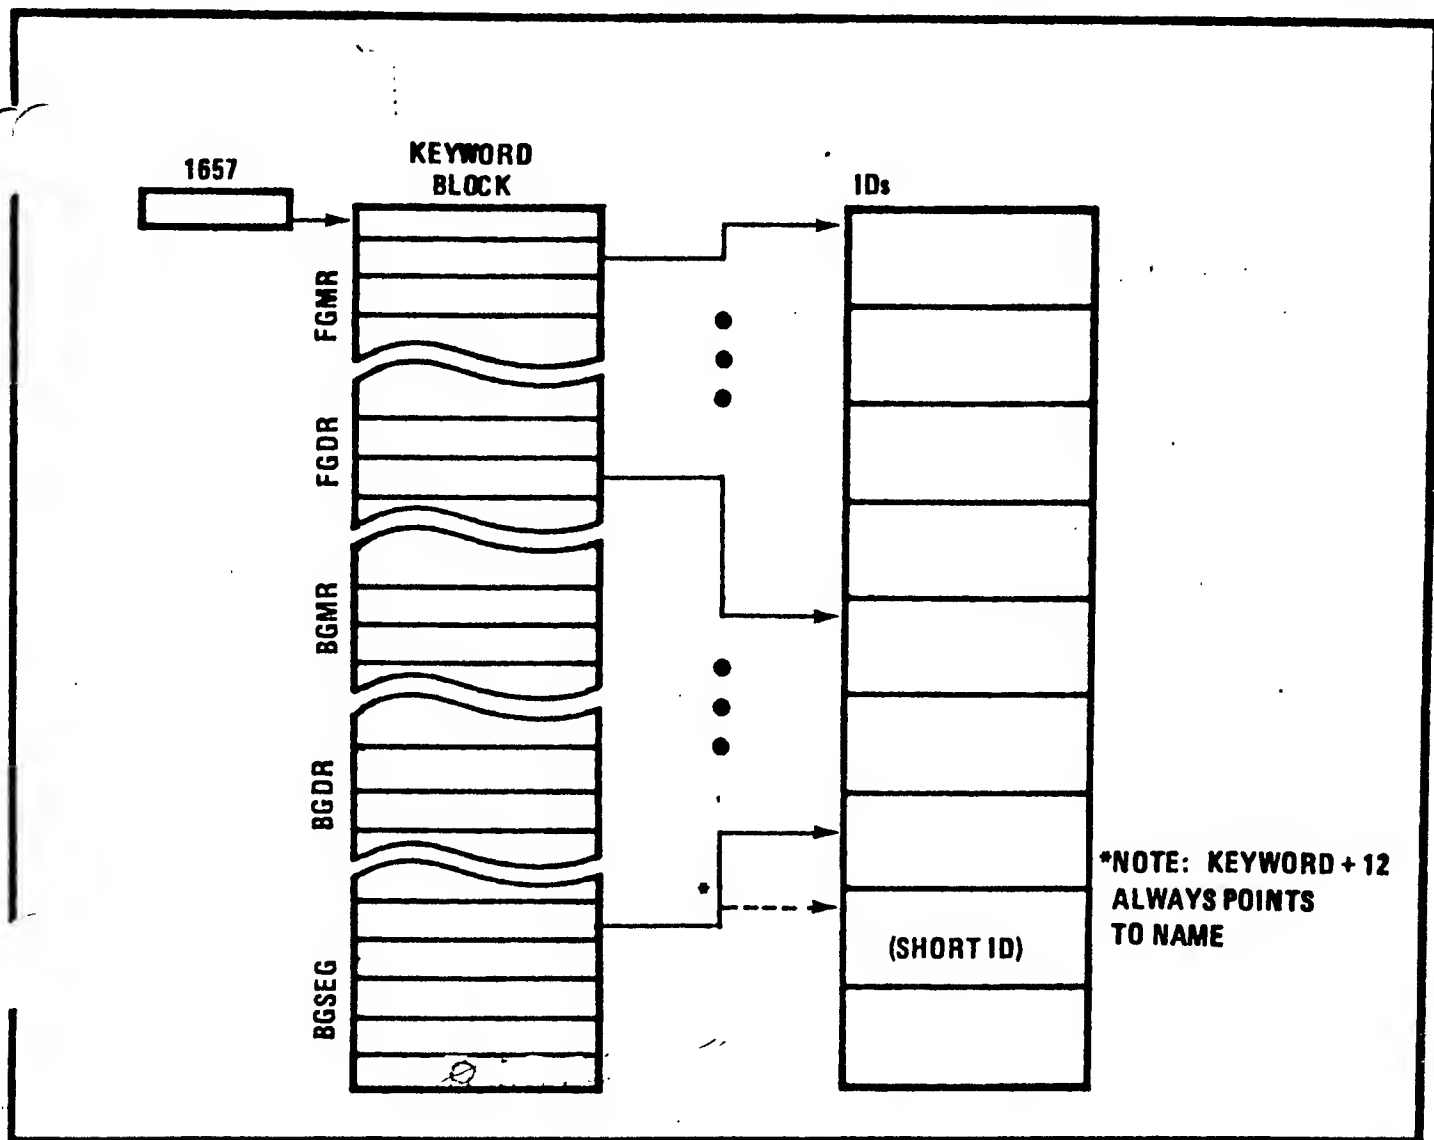 1657
KEYWORD
BLOCK
IDs
FGMR
FGDR
BGMR
BGDR
BGSEG
*
(SHORT ID)
*NOTE: KEYWORD + 12
ALWAYS POINTS
TO NAME